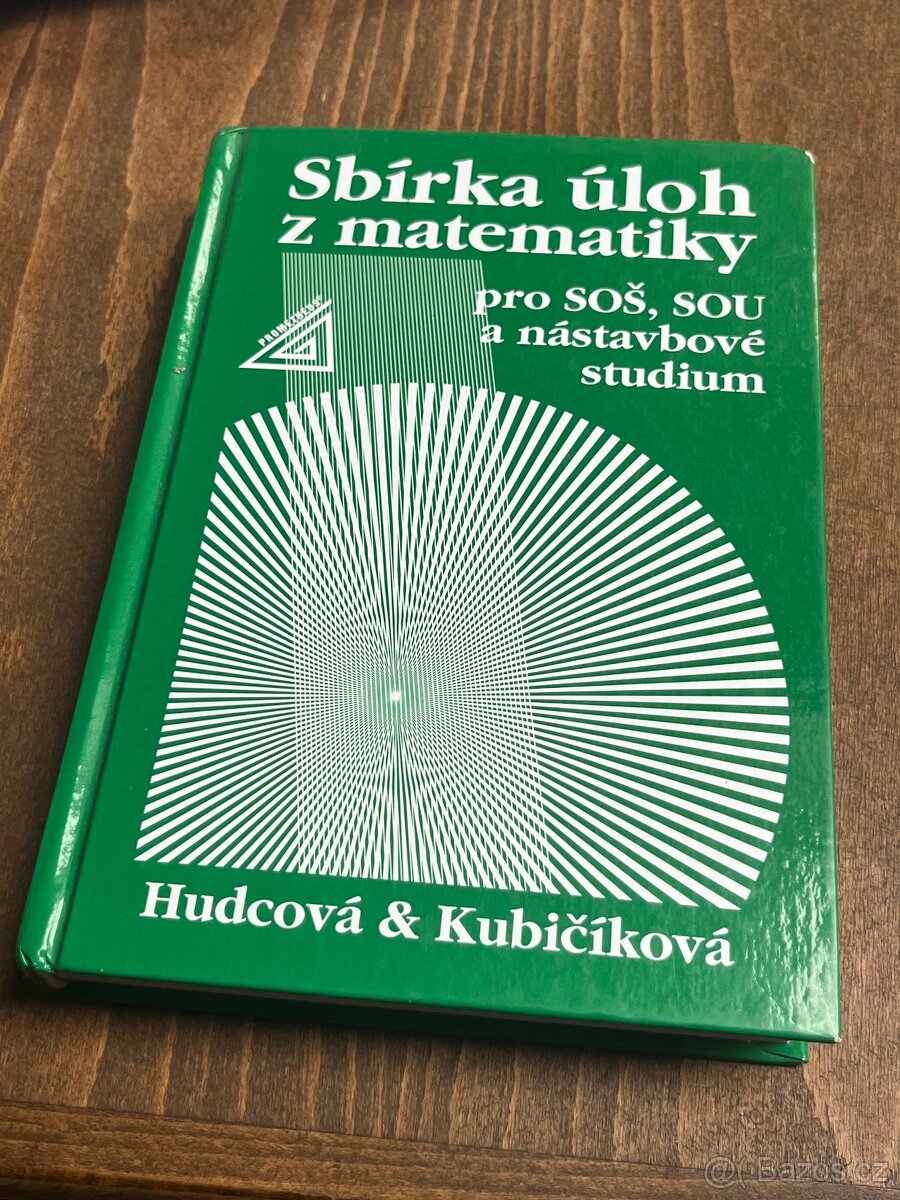 Sbírka úloh
z matematiky
pro SOŠ, SOU
a nástavbové
studium
PROMETHEUS
Hudcová & Kubičíková
@ Bazos.cz